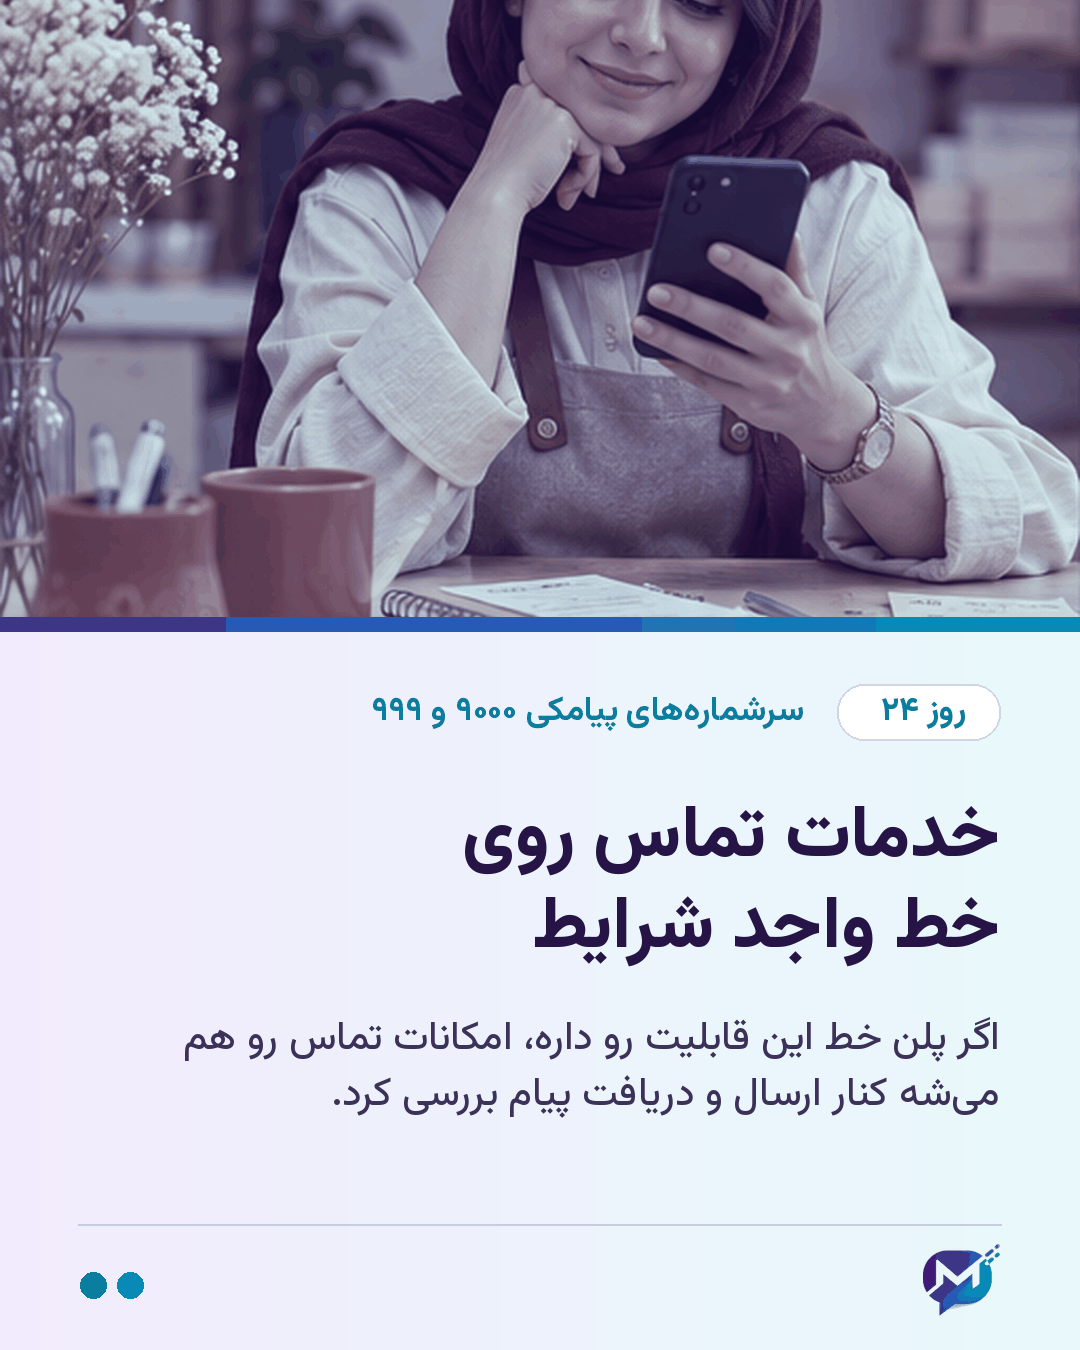 روز ۲۴
سرشماره‌های پیامکی ۹۰۰۰ و ۹۹۹
خدمات تماس روی
خط واجد شرایط
اگر پلن خط این قابلیت رو داره، امکانات تماس رو هم
می‌شه کنار ارسال و دریافت پیام بررسی کرد.